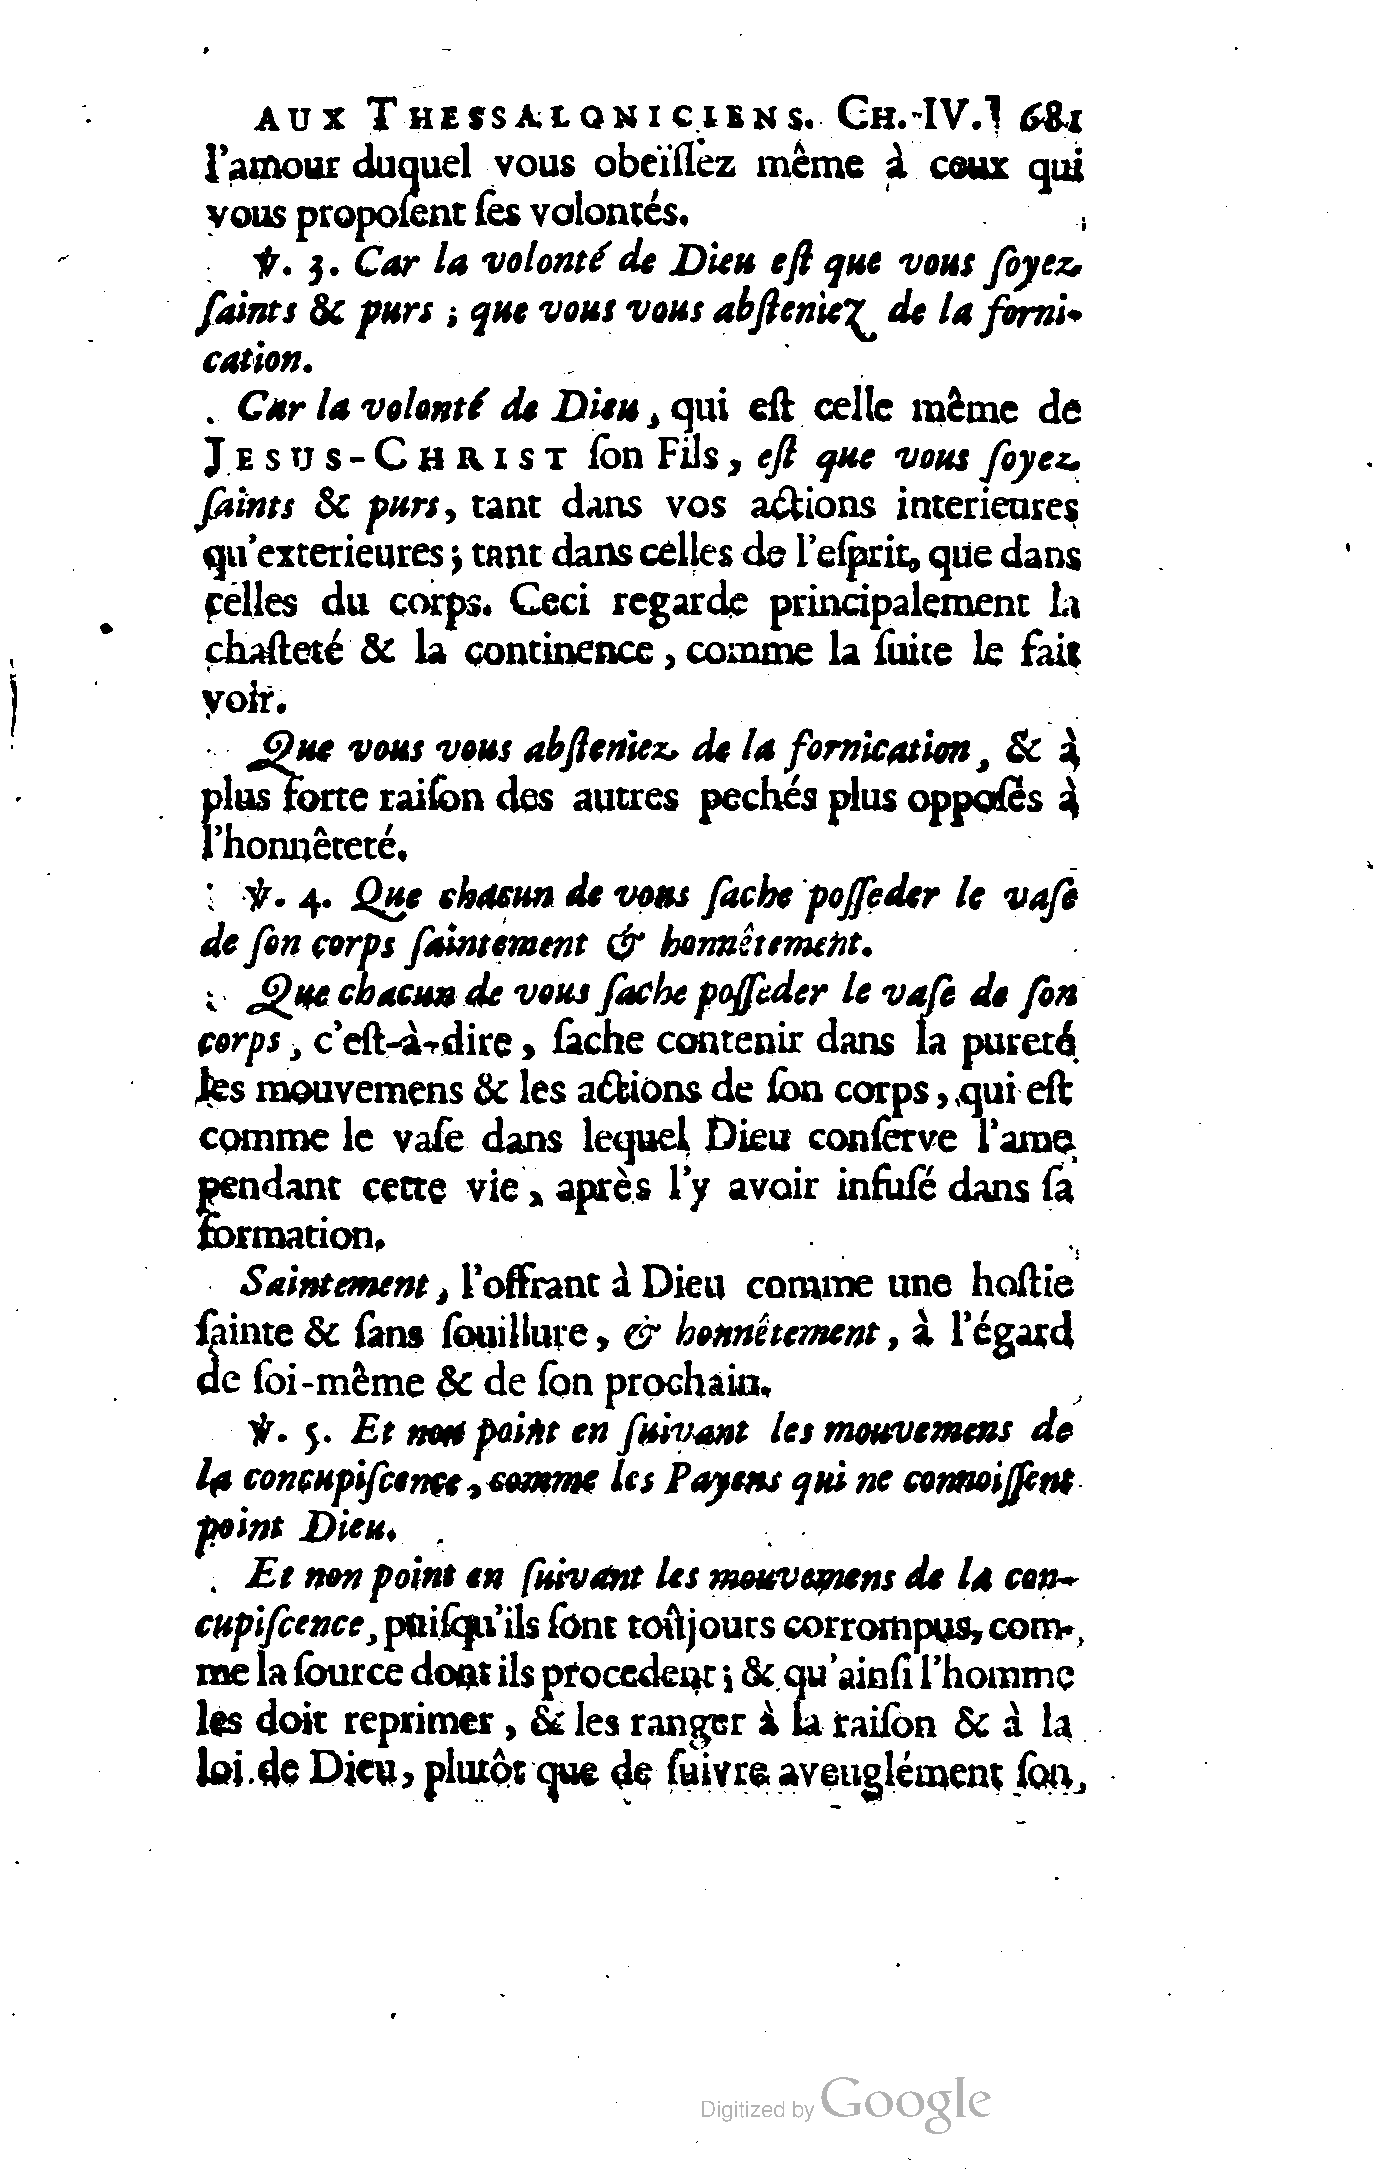 AUX THESSALONICIENS. CH. IV. 681
l'amour duquel vous obeïſſez même à ceux qui
vous propoſent ſes volontés.
℣. 3. Car la volonté de Dieu eſt que vous ſoyez
ſaints & purs ; que vous vous abſteniez de la forni-
cation.
Car la volonté de Dieu, qui eſt celle même de
JESUS-CHRIST ſon Fils, eſt que vous ſoyez
ſaints & purs, tant dans vos actions interieures
qu'exterieures ; tant dans celles de l'eſprit, que dans
celles du corps. Ceci regarde principalement la
chaſteté & la continence, comme la ſuite le fait
voir.
Que vous vous abſteniez de la fornication, & à
plus forte raiſon des autres pechés plus oppoſés à
l'honnêteté.
℣. 4. Que chacun de vous ſache poſſeder le vaſe
de ſon corps ſaintement & honnêtement.
Que chacun de vous ſache poſſeder le vaſe de ſon
corps, c'eſt-à-dire, ſache contenir dans la pureté
les mouvemens & les actions de ſon corps, qui eſt
comme le vaſe dans lequel Dieu conſerve l'ame
pendant cette vie, après l'y avoir infuſé dans ſa
formation.
Saintement, l'offrant à Dieu comme une hoſtie
ſainte & ſans ſouillure, & honnêtement, à l'égard
de ſoi-même & de ſon prochain.
℣. 5. Et non point en ſuivant les mouvemens de
la concupiſcence, comme les Payens qui ne connoiſſent
point Dieu.
Et non point en ſuivant les mouvemens de la con-
cupiſcence, puiſqu'ils ſont toûjours corrompus, com-
me la ſource dont ils procedent ; & qu'ainſi l'homme
les doit reprimer, & les ranger à la raiſon & à la
loi de Dieu, plutôt que de ſuivre aveuglément ſon
Digitized by Google